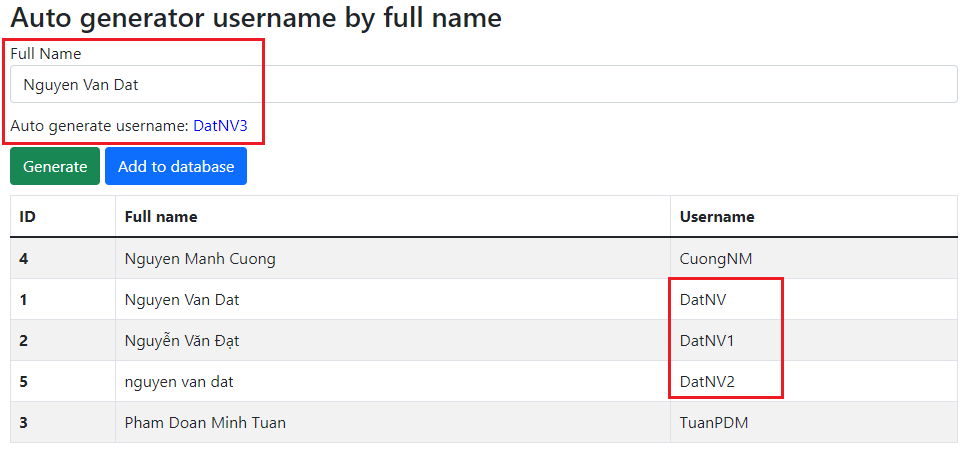 Auto generator username by full name
Full Name
Nguyen Van Dat
Auto generate username: DatNV3
Generate Add to database
ID Full name Username
4 Nguyen Manh Cuong CuongNM
1 Nguyen Van Dat DatNV
2 Nguyễn Văn Đạt DatNV1
5 nguyen van dat DatNV2
3 Pham Doan Minh Tuan TuanPDM